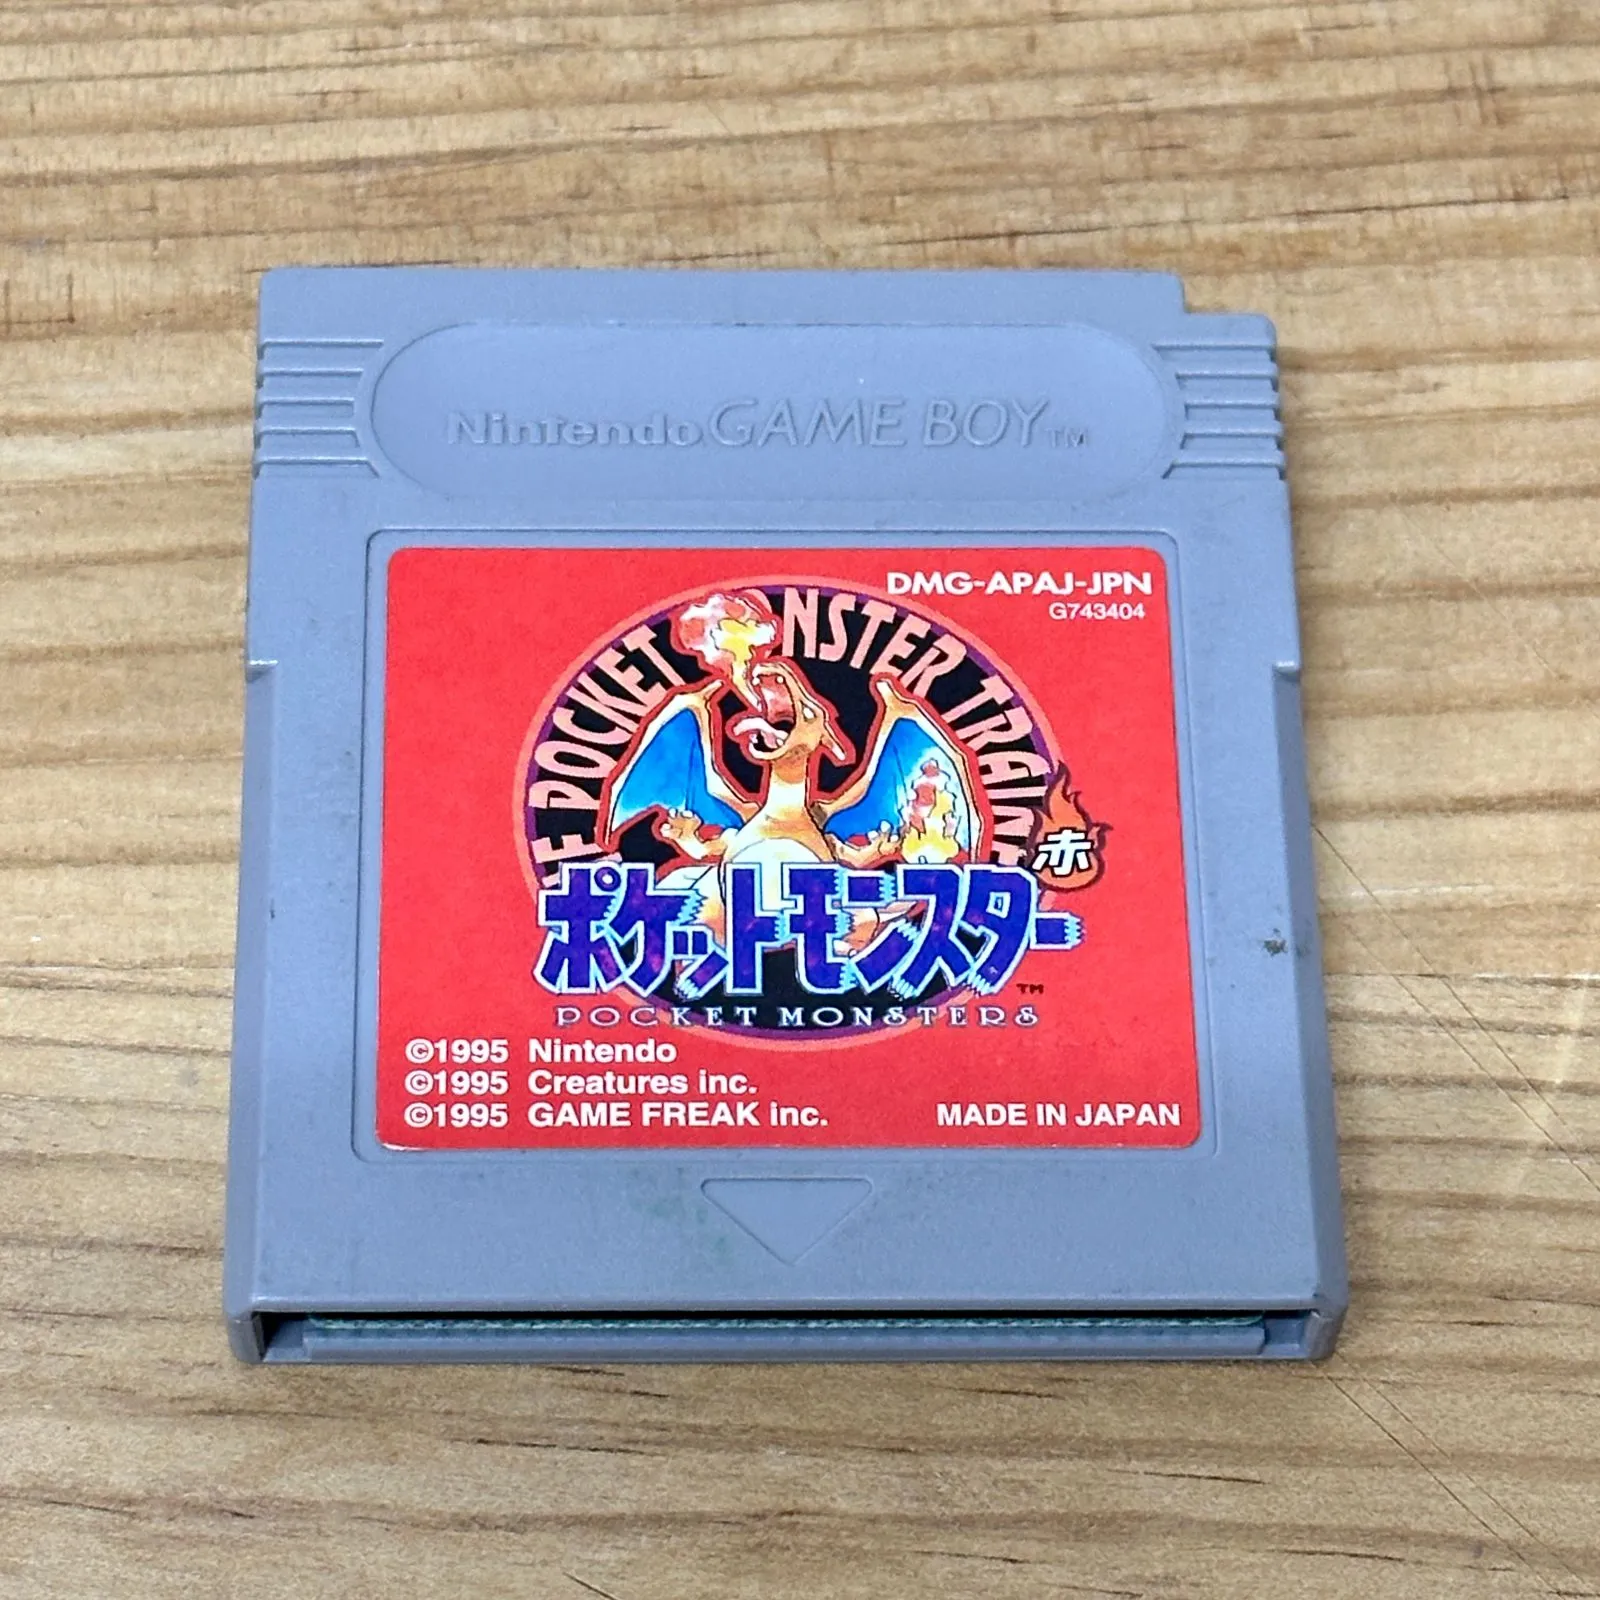 Nintendo GAME BOY™
DMG-APAJ-JPN
G743404
POCKET MONSTER
赤
ポケットモンスター™
POCKET MONSTERS
©1995 Nintendo
©1995 Creatures inc.
©1995 GAME FREAK inc.
MADE IN JAPAN